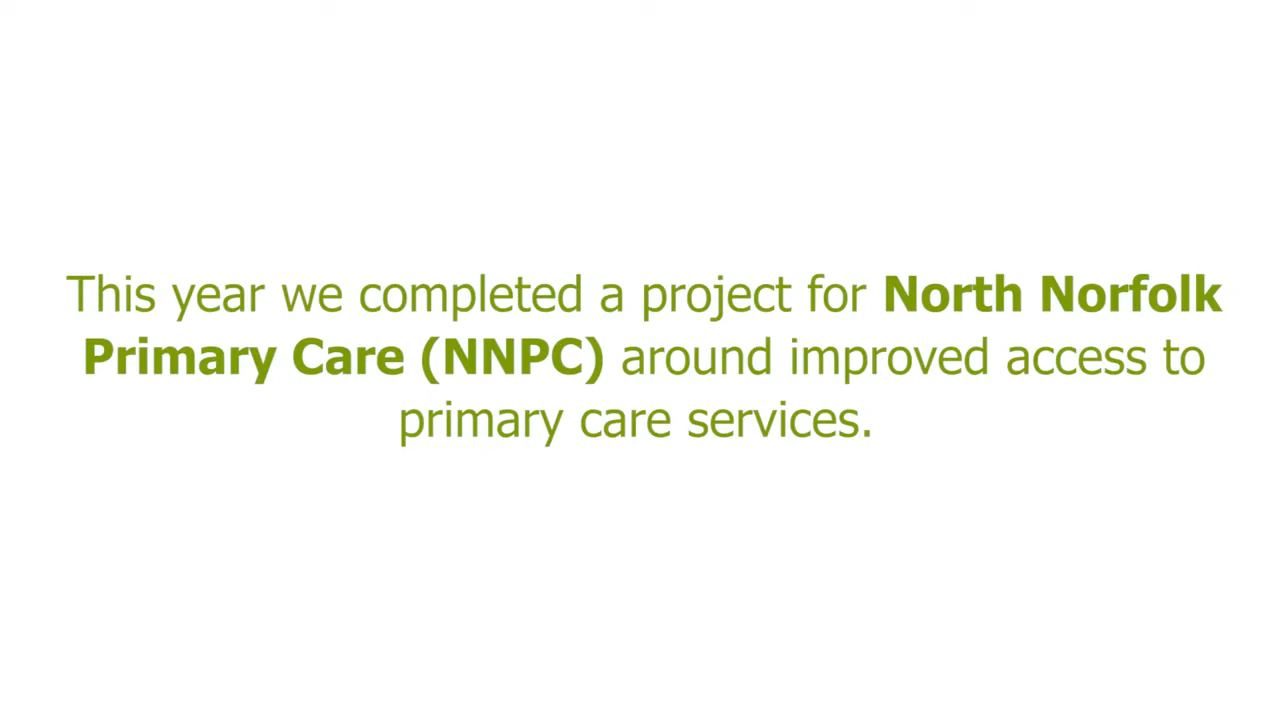 This year we completed a project for North Norfolk
Primary Care (NNPC) around improved access to
primary care services.